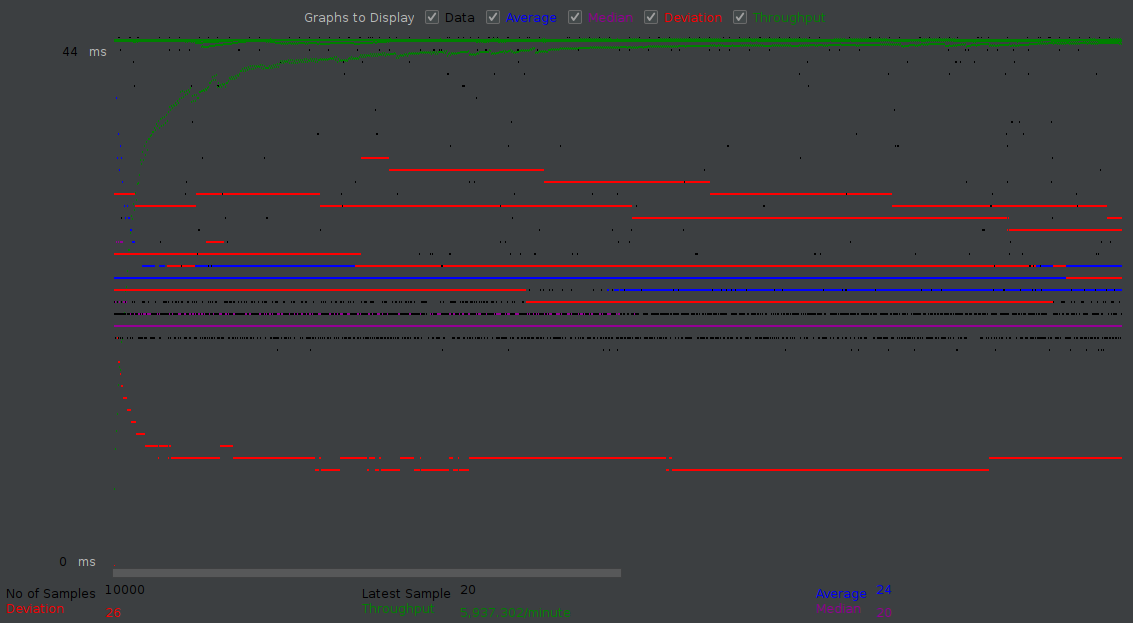 Graphs to Display Data Average Median Deviation Throughput
44 ms
0 ms
No of Samples 10000 Latest Sample 20 Average 24
Deviation 26 Throughput 5,937.302/minute Median 20